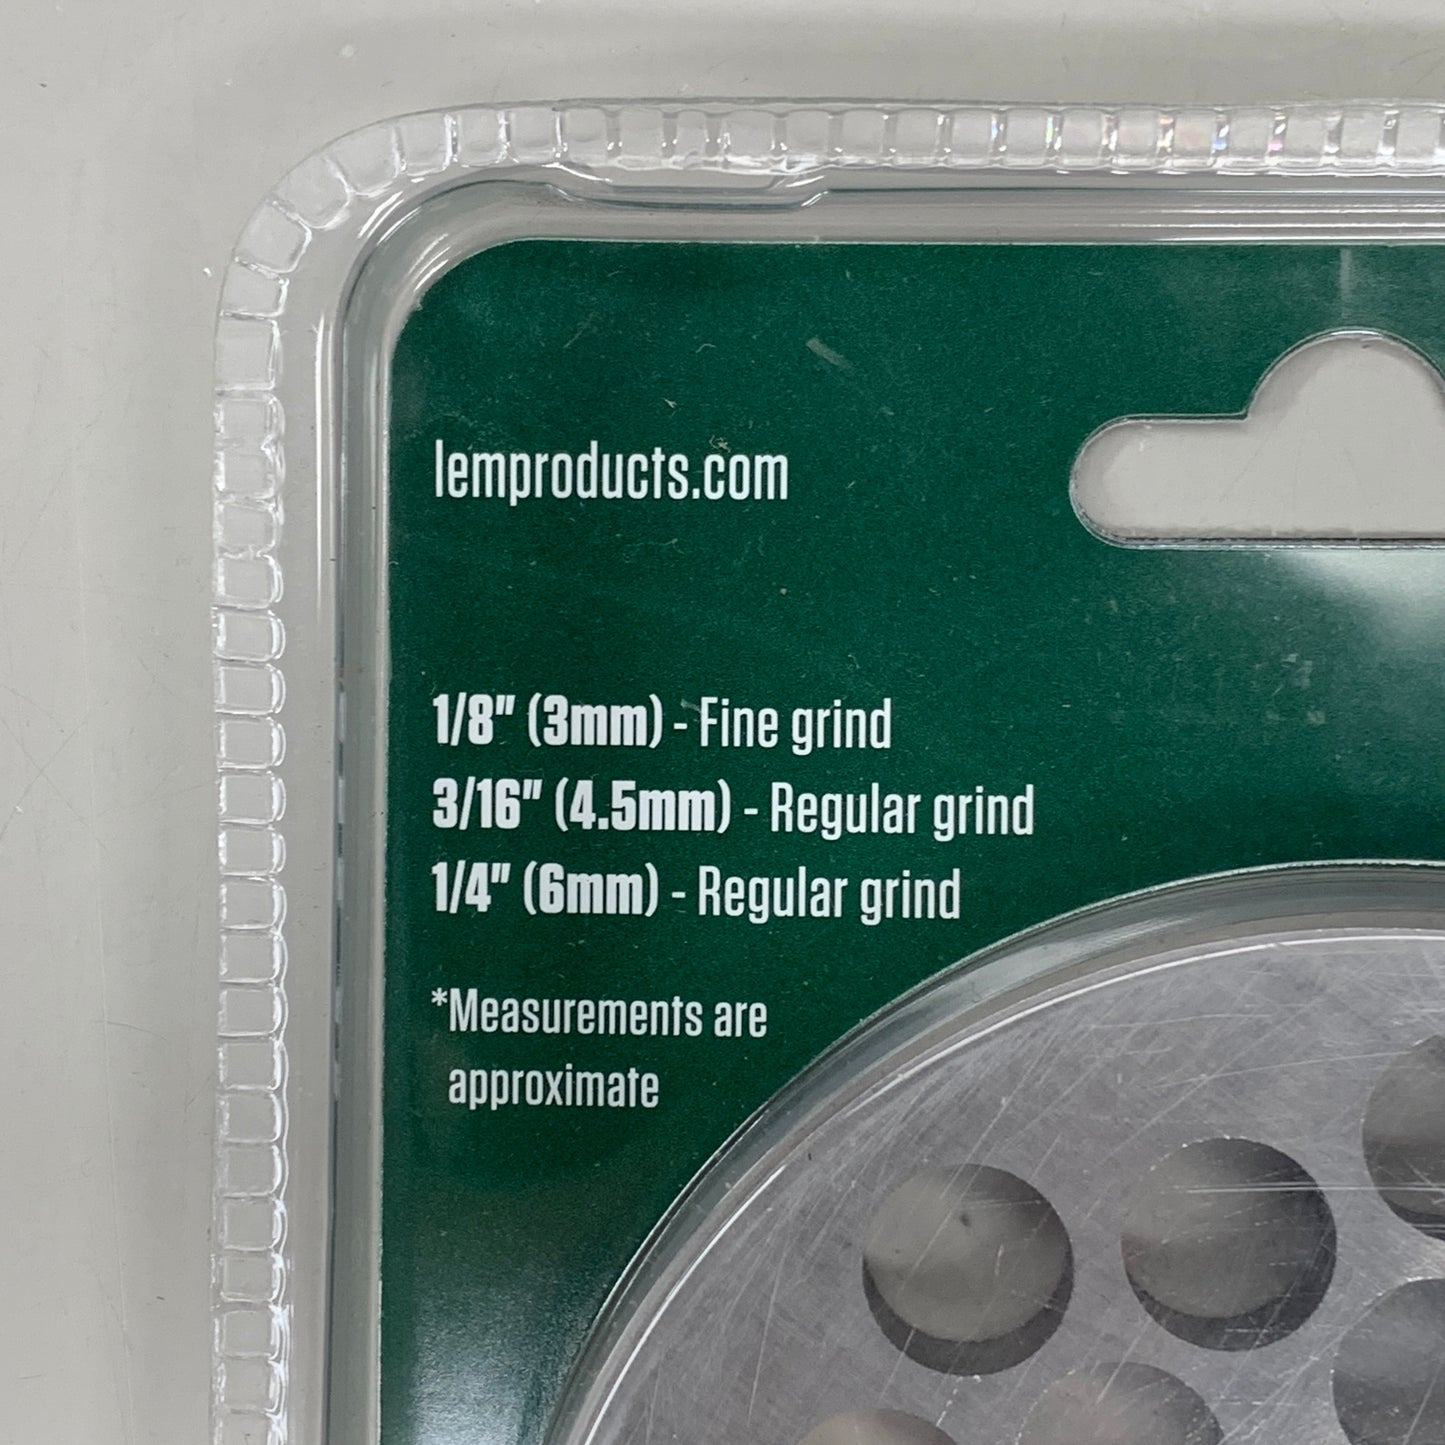 lemproducts.com
1/8" (3mm) - Fine grind
3/16" (4.5mm) - Regular grind
1/4" (6mm) - Regular grind
*Measurements are
approximate